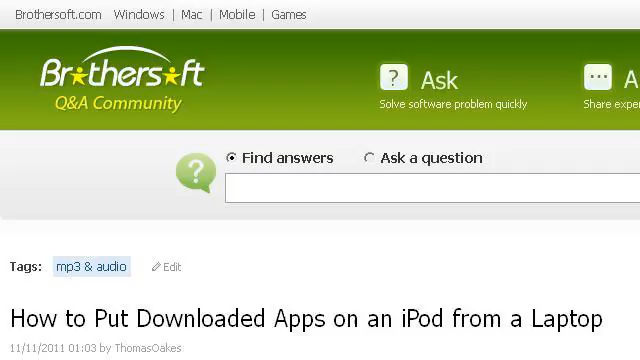 Brothersoft.com Windows | Mac | Mobile | Games
Brothersoft
Q&A Community
? Ask
Solve software problem quickly
... A
Share exper
? Find answers Ask a question
Tags: mp3 & audio Edit
How to Put Downloaded Apps on an iPod from a Laptop
11/11/2011 01:03 by ThomasOakes